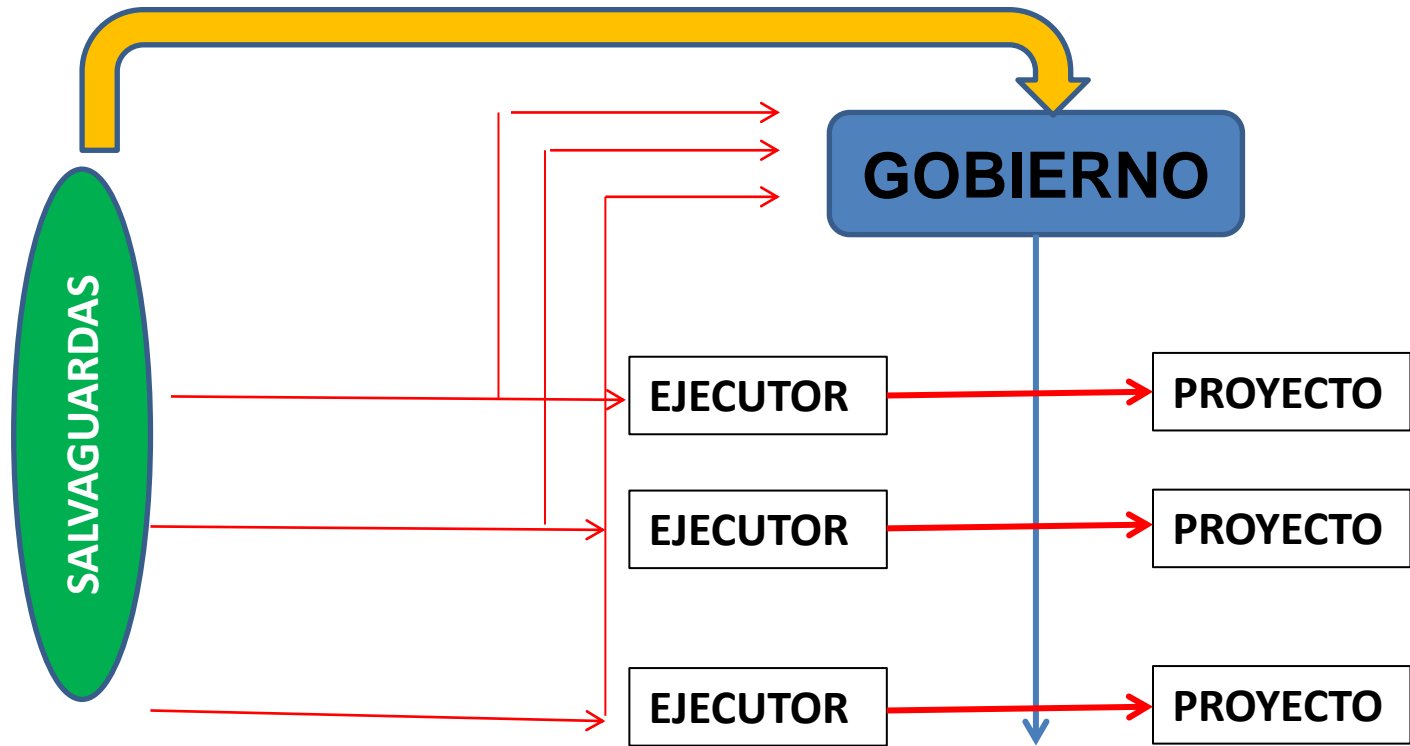 GOBIERNO
SALVAGUARDAS
EJECUTOR
PROYECTO
EJECUTOR
PROYECTO
EJECUTOR
PROYECTO